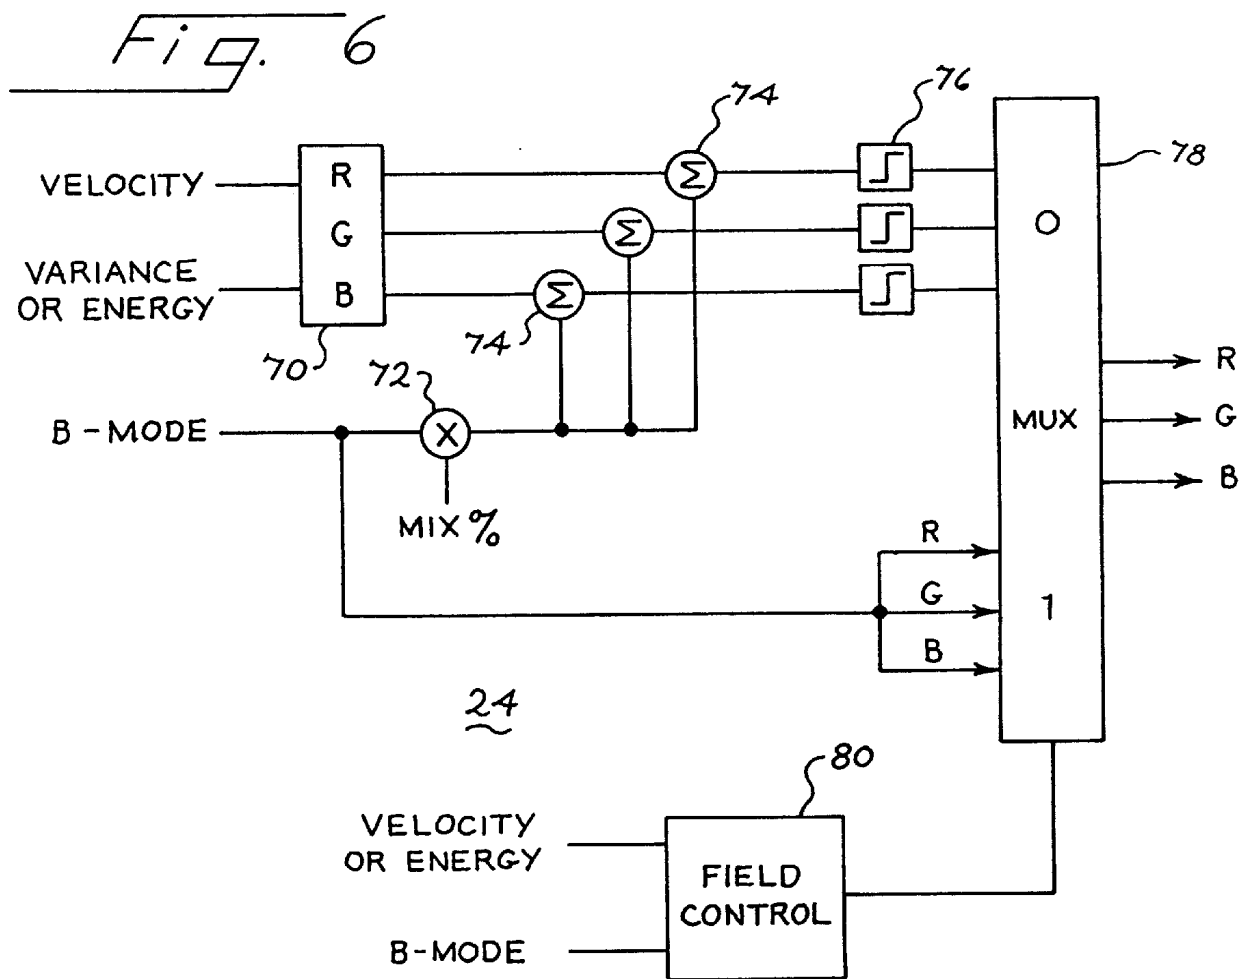 Fig. 6
74
76
78
VELOCITY
R
Σ
O
G
Σ
VARIANCE
OR ENERGY
B
Σ
70
74
72
R
B-MODE
X
MUX
G
B
MIX %
R
G
1
B
24
80
VELOCITY
OR ENERGY
FIELD
CONTROL
B-MODE